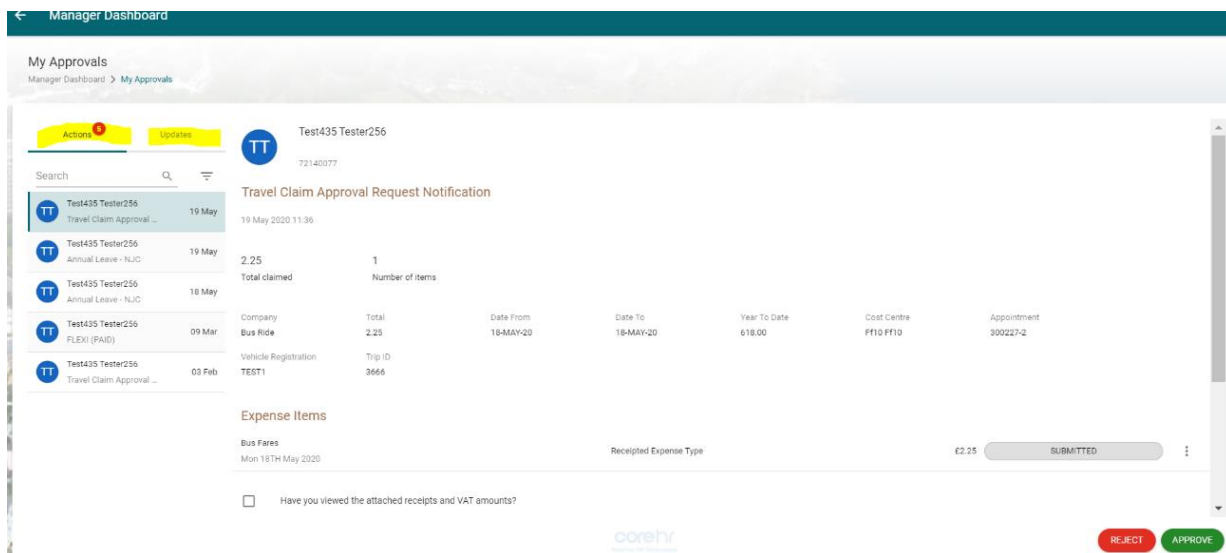 Manager Dashboard
My Approvals
Manager Dashboard > My Approvals
Actions 5 Updates
Search
TT Test435 Tester256
Travel Claim Approval ... 19 May
TT Test435 Tester256
Annual Leave - NJC 19 May
TT Test435 Tester256
Annual Leave - NJC 18 May
TT Test435 Tester256
FLEXI (PAID) 09 Mar
TT Test435 Tester256
Travel Claim Approval ... 03 Feb
TT Test435 Tester256
72140077
Travel Claim Approval Request Notification
19 May 2020 11:36
2.25 1
Total claimed Number of items
Company Total Date From Date To Year To Date Cost Centre Appointment
Bus Ride 2.25 18-MAY-20 18-MAY-20 618.00 Ff10 Ff10 300227-2
Vehicle Registration Trip ID
TEST1 3666
Expense Items
Bus Fares
Mon 18TH May 2020 Receipted Expense Type £2.25 SUBMITTED
Have you viewed the attached receipts and VAT amounts?
corehr
REJECT APPROVE